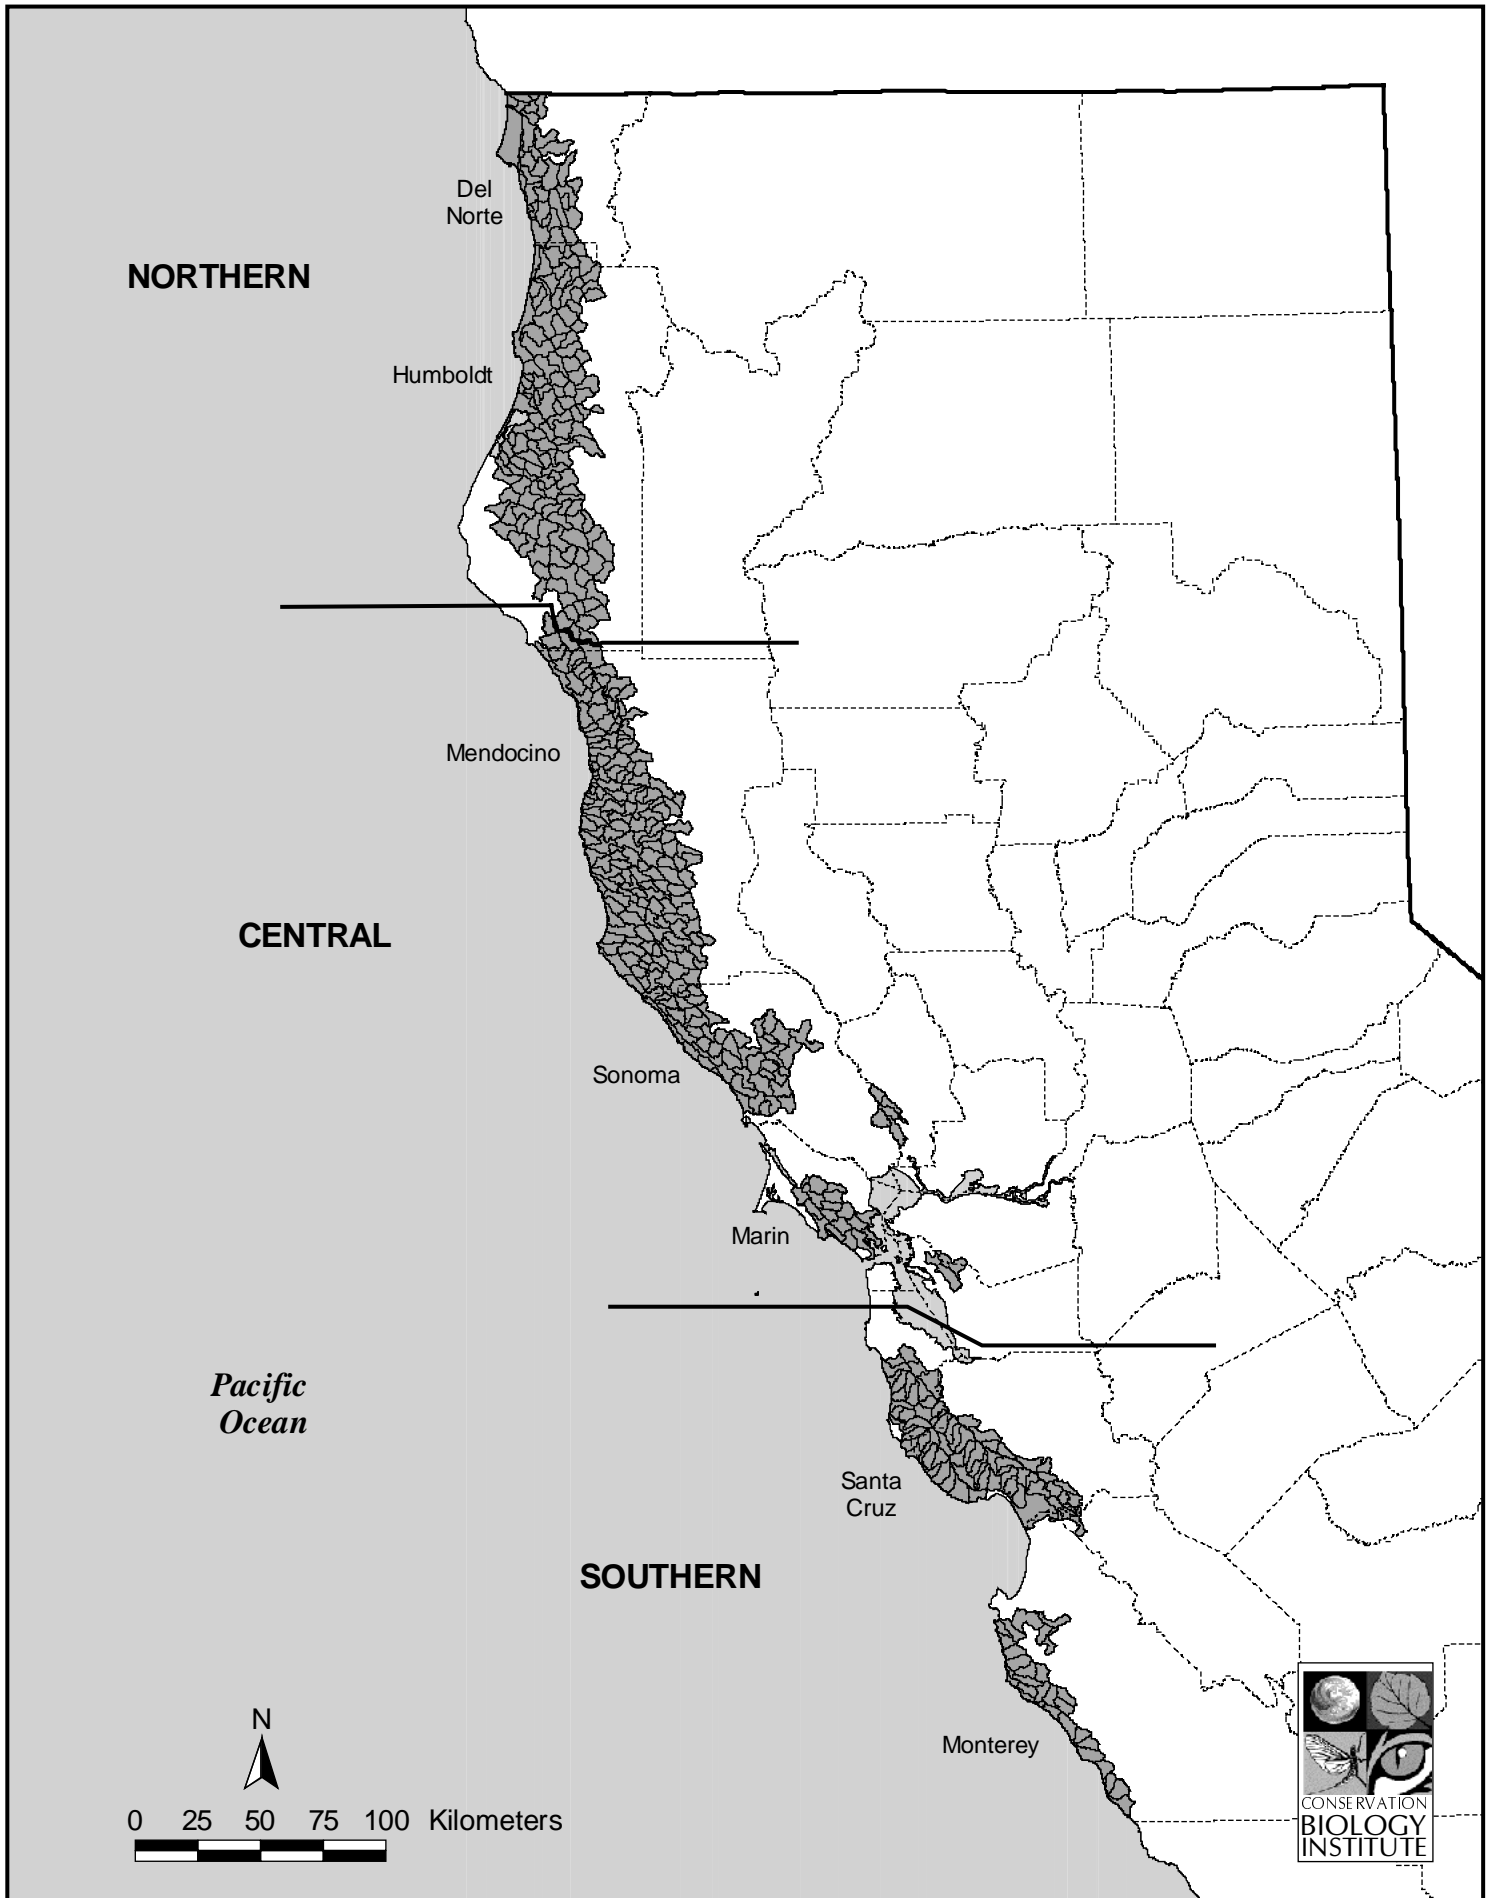 Del
Norte
NORTHERN
Humboldt
Mendocino
CENTRAL
Sonoma
Marin
Pacific
Ocean
Santa
Cruz
SOUTHERN
Monterey
N
0 25 50 75 100 Kilometers
CONSERVATION
BIOLOGY
INSTITUTE